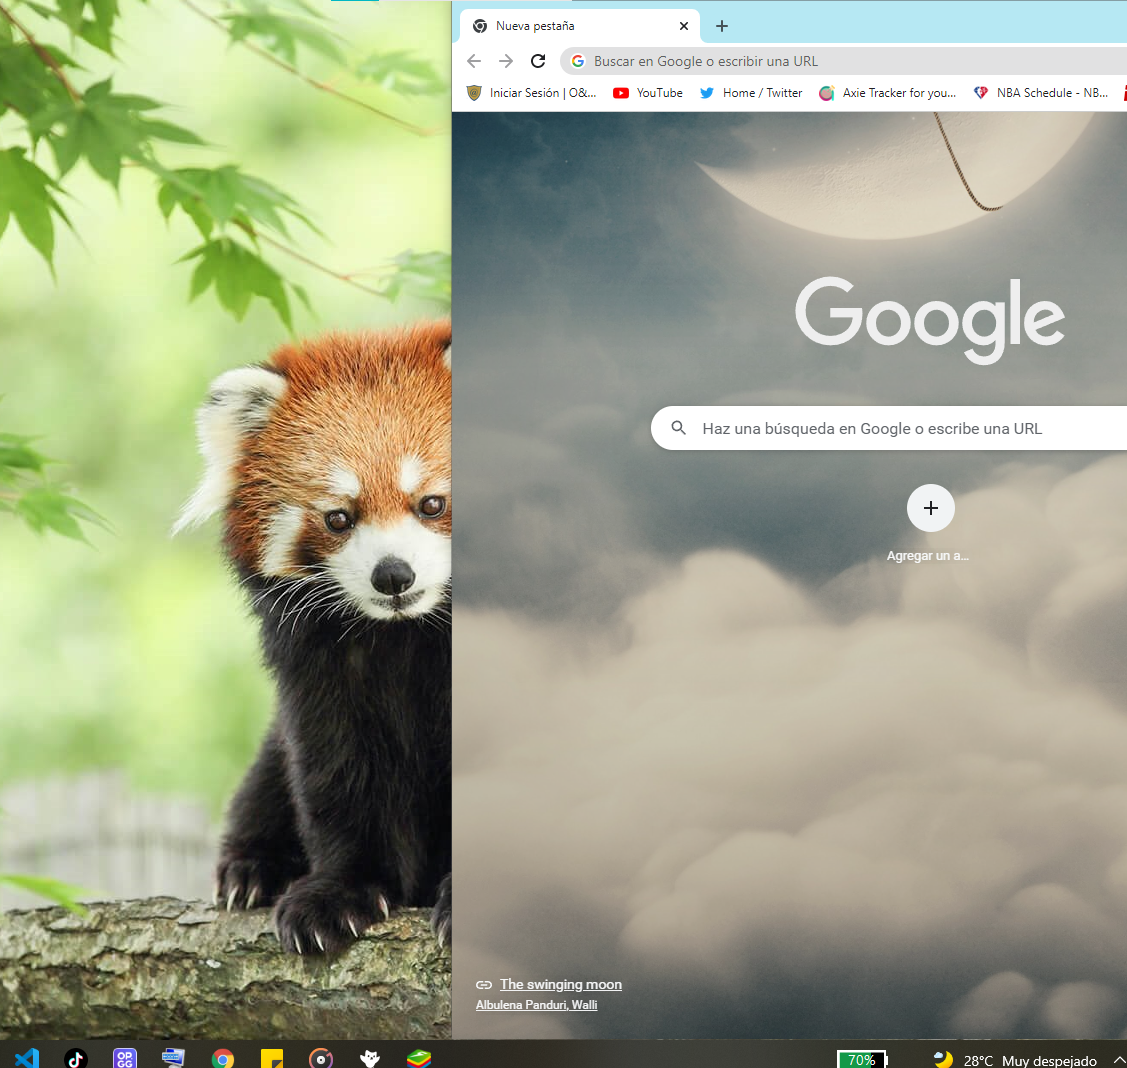 Nueva pestaña
Buscar en Google o escribir una URL
Iniciar Sesión | O&... YouTube Home / Twitter Axie Tracker for you... NBA Schedule - NB...
Google
Haz una búsqueda en Google o escribe una URL
Agregar un a...
The swinging moon
Albulena Panduri, Walli
OP
GG
70% 28°C Muy despejado